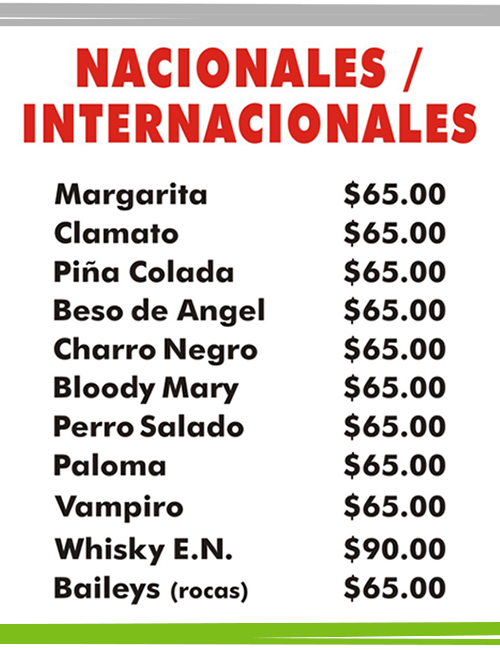 NACIONALES /
INTERNACIONALES
Margarita $65.00
Clamato $65.00
Piña Colada $65.00
Beso de Angel $65.00
Charro Negro $65.00
Bloody Mary $65.00
Perro Salado $65.00
Paloma $65.00
Vampiro $65.00
Whisky E.N. $90.00
Baileys (rocas) $65.00